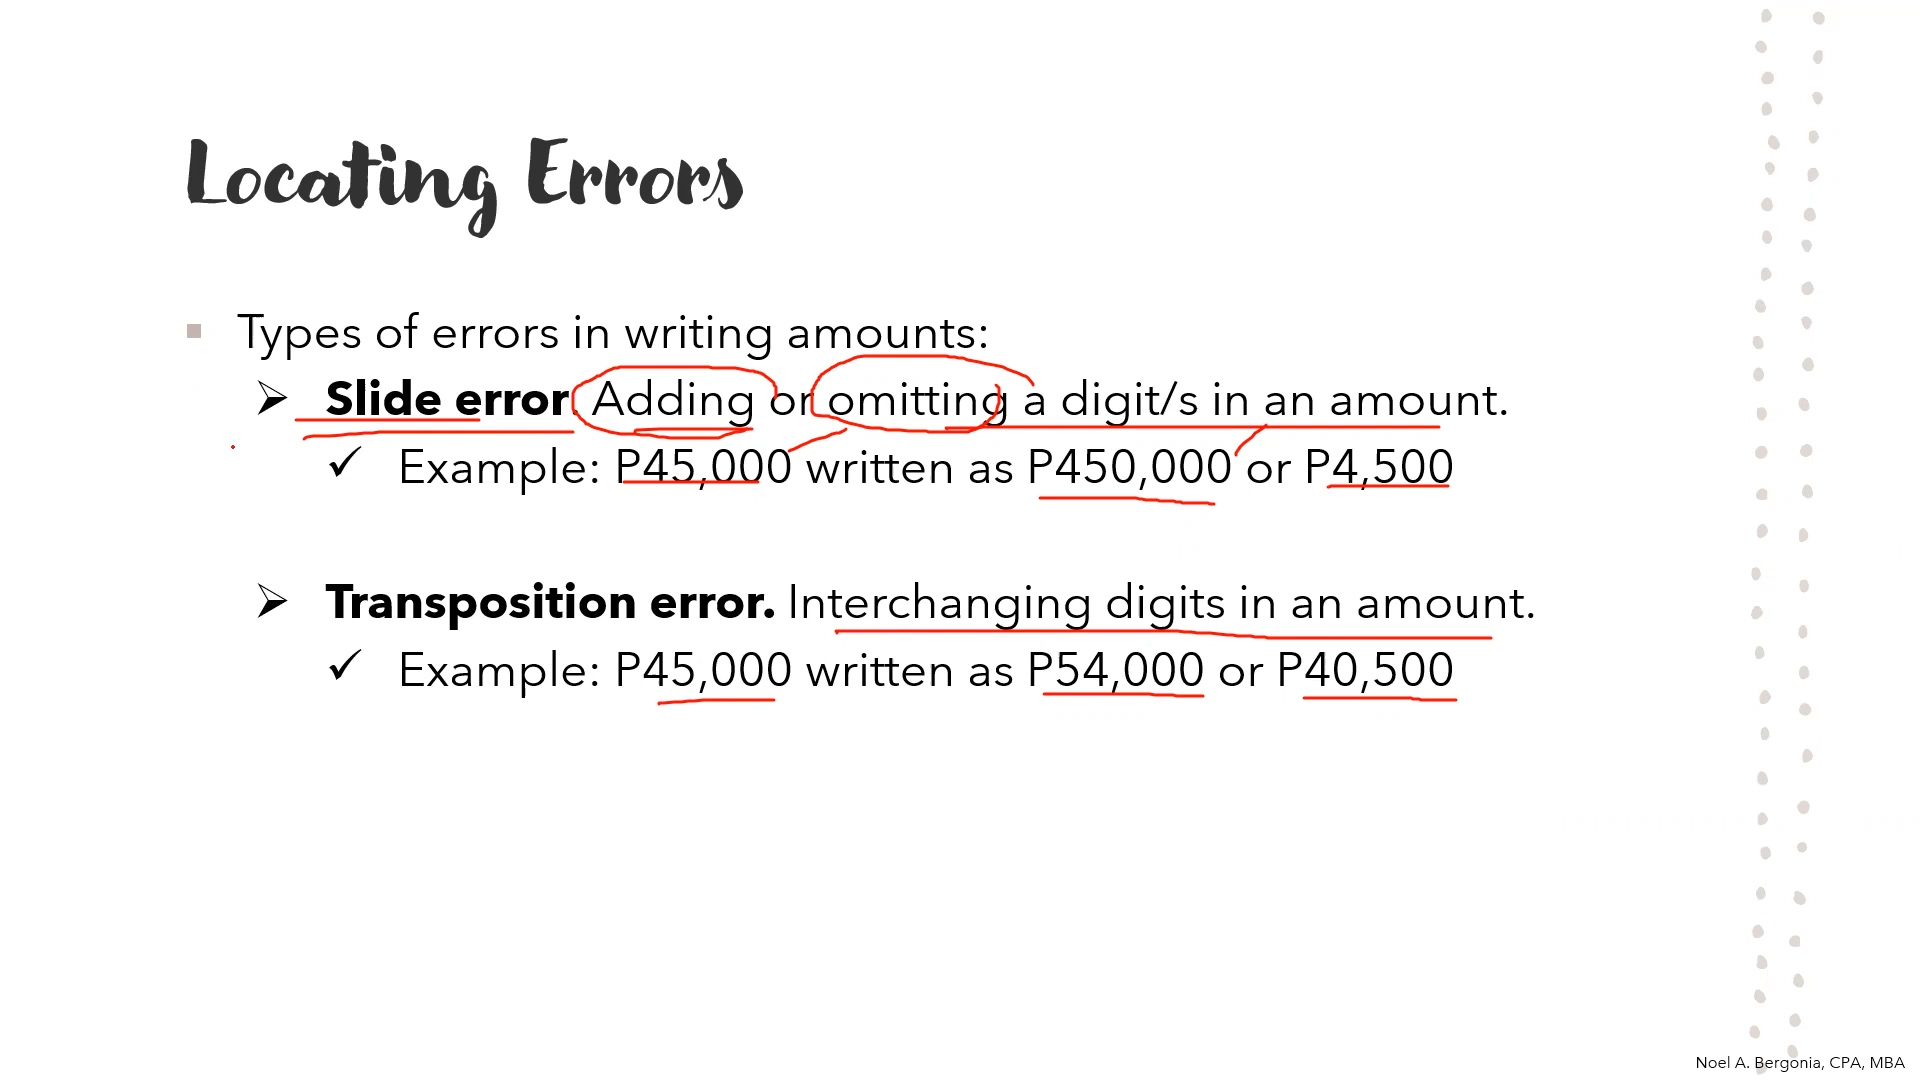 Locating Errors
Types of errors in writing amounts:
Slide error. Adding or omitting a digit/s in an amount.
Example: P45,000 written as P450,000 or P4,500
Transposition error. Interchanging digits in an amount.
Example: P45,000 written as P54,000 or P40,500
Noel A. Bergonia, CPA, MBA